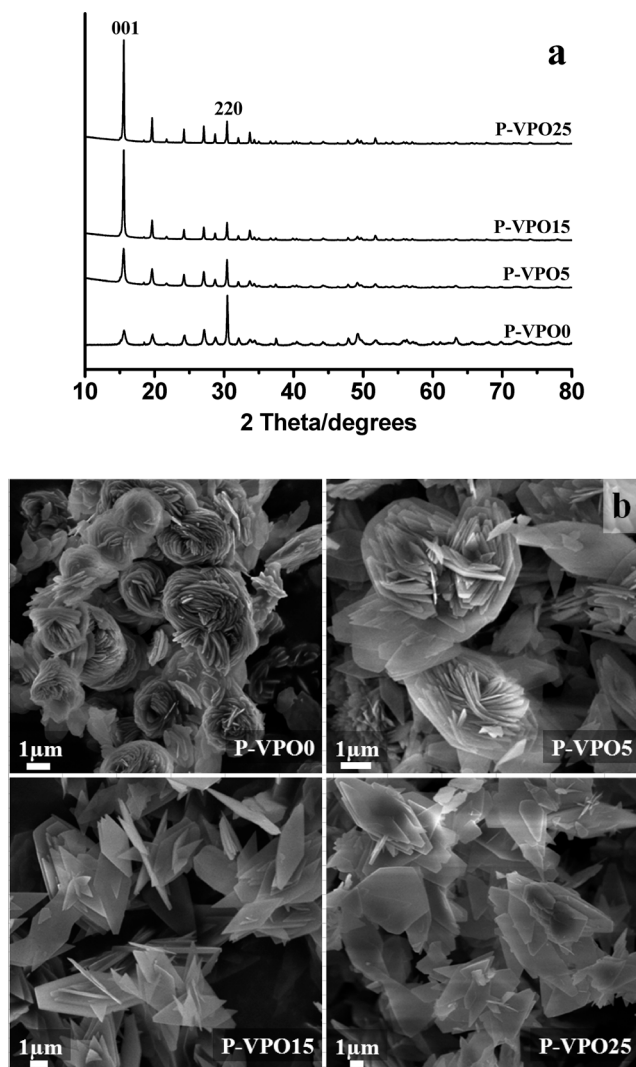 001
a
220
P-VPO25
P-VPO15
P-VPO5
P-VPO0
10 20 30 40 50 60 70 80
2 Theta/degrees
b
1µm P-VPO0
1µm P-VPO5
1µm P-VPO15
1µm P-VPO25